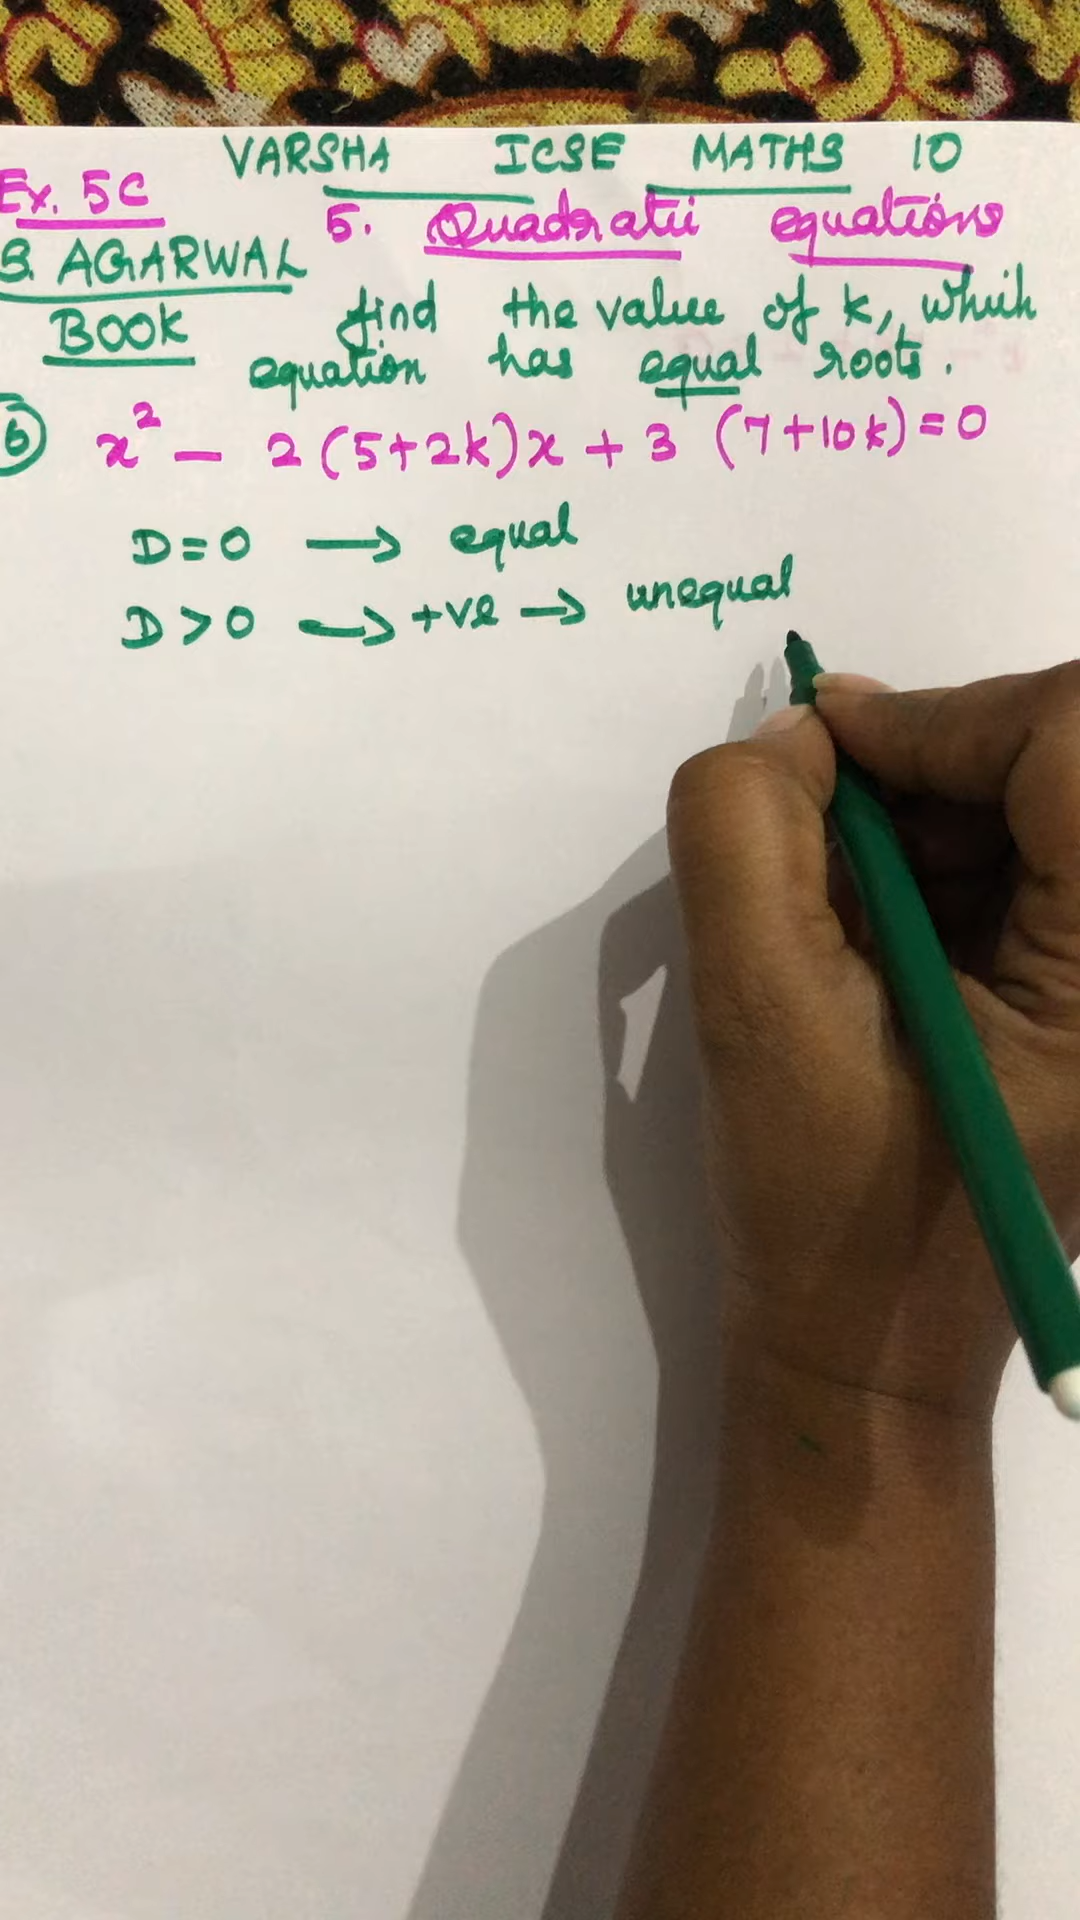 VARSHA ICSE MATHS 10
Ex. 5C
5. Quadratic equations
S. AGARWAL
BOOK
find the value of k, which
equation has equal roots.
6 x² - 2 (5+2k)x + 3 (7+10k) = 0
D = 0 → equal
D > 0 → +ve → unequal